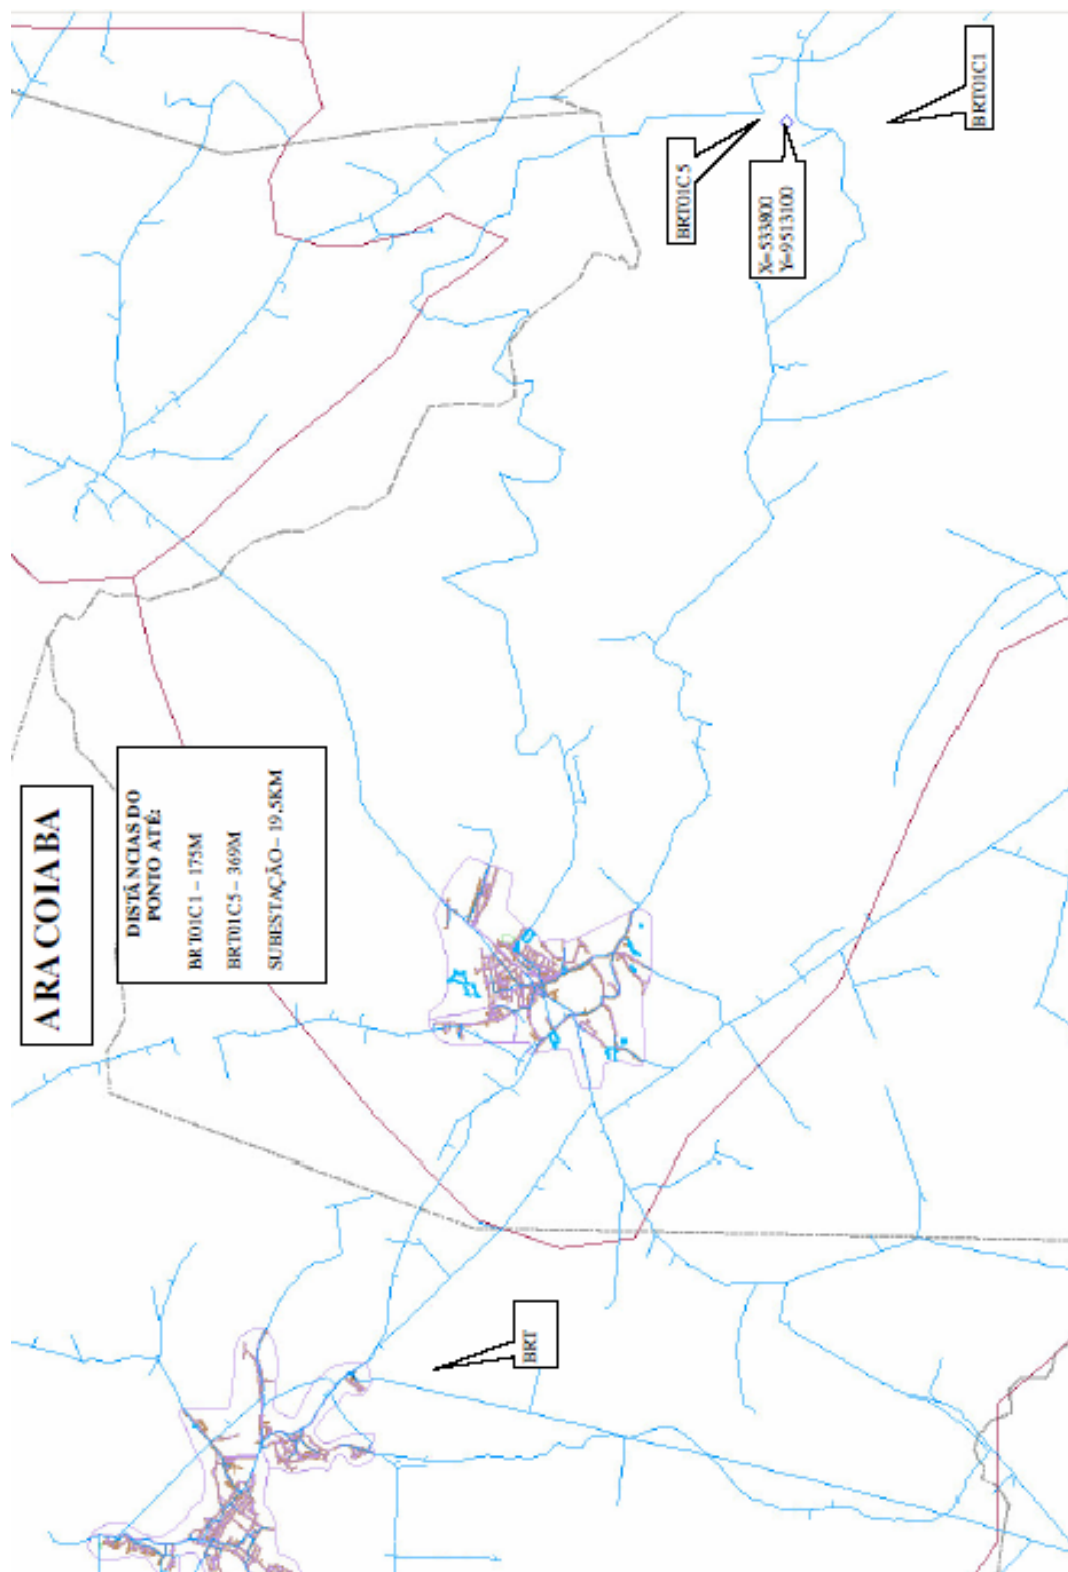 ARACOIABA
DISTÂNCIAS DO
PONTO ATÉ:
BRT01C1 – 175M
BRT01C5 – 369M
SUBESTAÇÃO – 19,5KM
BRT01C5
X=533800
Y=9513100
BRT01C1
BRT